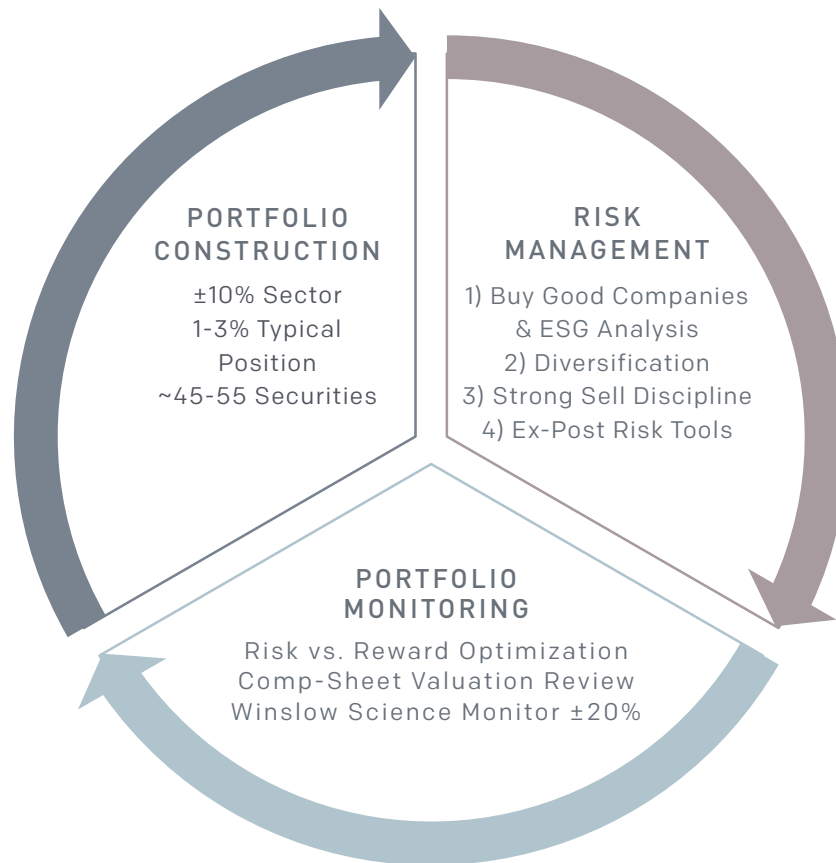 PORTFOLIO
CONSTRUCTION
±10% Sector
1-3% Typical
Position
~45-55 Securities
RISK
MANAGEMENT
1) Buy Good Companies
& ESG Analysis
2) Diversification
3) Strong Sell Discipline
4) Ex-Post Risk Tools
PORTFOLIO
MONITORING
Risk vs. Reward Optimization
Comp-Sheet Valuation Review
Winslow Science Monitor ±20%